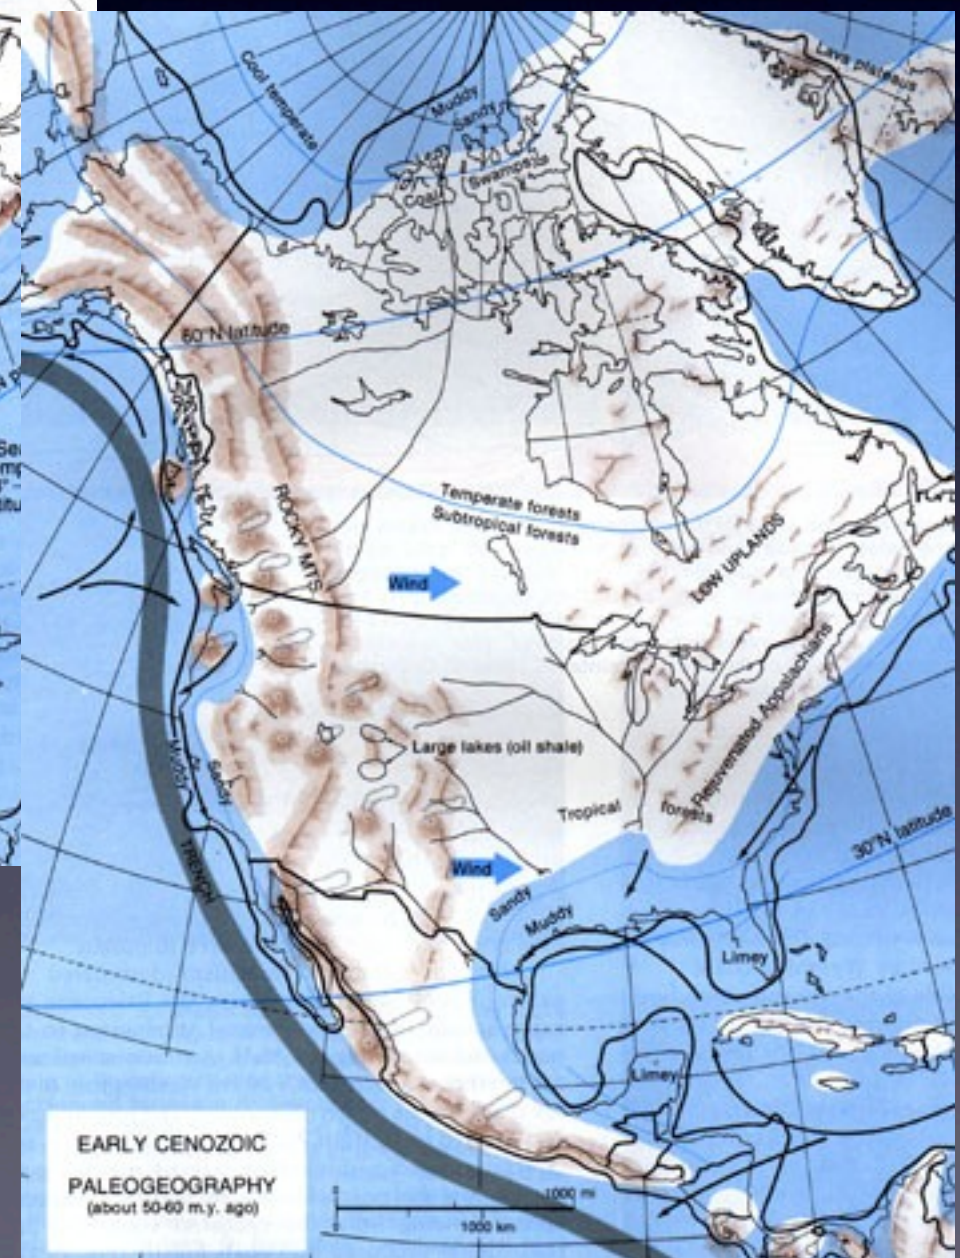 Lava plateaus
Cool temperate
Muddy
Sandy
Coal
Swamps
60°N latitude
ROCKY MTS
Temperate forests
Subtropical forests
Wind
LOW UPLANDS
Rejuvenated Appalachians
Large lakes (oil shale)
Tropical forests
Muddy
Sandy
TRENCH
Wind
30°N latitude
Sandy
Muddy
Limey
Limey
EARLY CENOZOIC
PALEOGEOGRAPHY
(about 50-60 m.y. ago)
0
1000 mi
0
1000 km